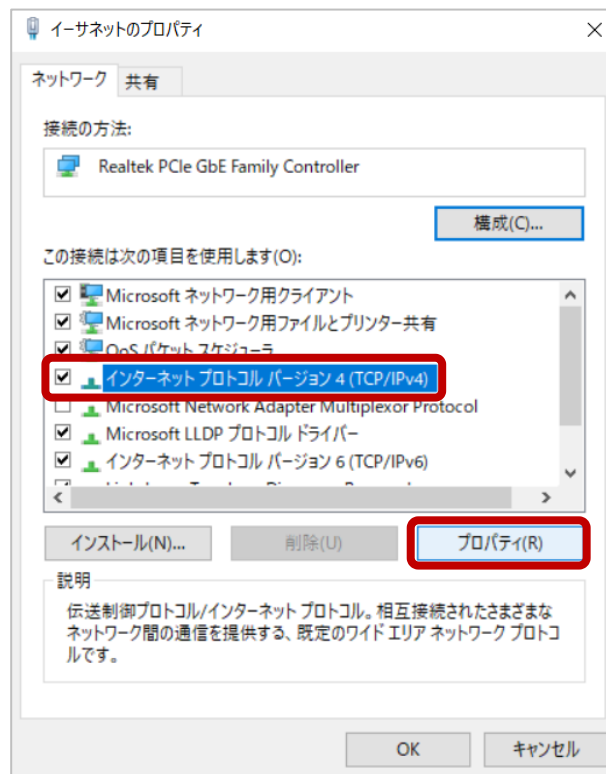 イーサネットのプロパティ
ネットワーク 共有
接続の方法:
Realtek PCIe GbE Family Controller
構成(C)...
この接続は次の項目を使用します(O):
Microsoft ネットワーク用クライアント
Microsoft ネットワーク用ファイルとプリンター共有
QoS パケット スケジューラ
インターネット プロトコル バージョン 4 (TCP/IPv4)
Microsoft Network Adapter Multiplexor Protocol
Microsoft LLDP プロトコル ドライバー
インターネット プロトコル バージョン 6 (TCP/IPv6)
インストール(N)... 削除(U) プロパティ(R)
説明
伝送制御プロトコル/インターネット プロトコル。相互接続されたさまざまな
ネットワーク間の通信を提供する、既定のワイド エリア ネットワーク プロトコ
ルです。
OK キャンセル